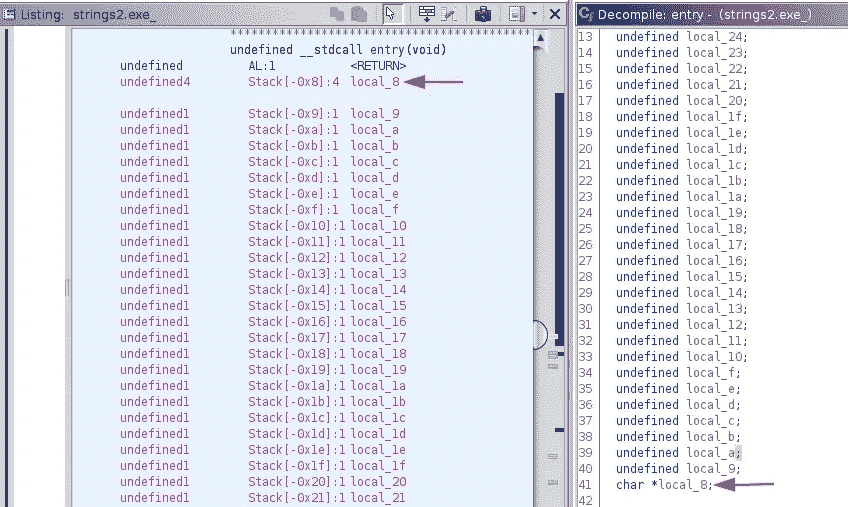 Listing: strings2.exe_
********************************************
undefined __stdcall entry(void)
undefined AL:1 <RETURN>
undefined4 Stack[-0x8]:4 local_8
undefined1 Stack[-0x9]:1 local_9
undefined1 Stack[-0xa]:1 local_a
undefined1 Stack[-0xb]:1 local_b
undefined1 Stack[-0xc]:1 local_c
undefined1 Stack[-0xd]:1 local_d
undefined1 Stack[-0xe]:1 local_e
undefined1 Stack[-0xf]:1 local_f
undefined1 Stack[-0x10]:1 local_10
undefined1 Stack[-0x11]:1 local_11
undefined1 Stack[-0x12]:1 local_12
undefined1 Stack[-0x13]:1 local_13
undefined1 Stack[-0x14]:1 local_14
undefined1 Stack[-0x15]:1 local_15
undefined1 Stack[-0x16]:1 local_16
undefined1 Stack[-0x17]:1 local_17
undefined1 Stack[-0x18]:1 local_18
undefined1 Stack[-0x19]:1 local_19
undefined1 Stack[-0x1a]:1 local_1a
undefined1 Stack[-0x1b]:1 local_1b
undefined1 Stack[-0x1c]:1 local_1c
undefined1 Stack[-0x1d]:1 local_1d
undefined1 Stack[-0x1e]:1 local_1e
undefined1 Stack[-0x1f]:1 local_1f
undefined1 Stack[-0x20]:1 local_20
undefined1 Stack[-0x21]:1 local_21
Decompile: entry - (strings2.exe_)
13 undefined local_24;
14 undefined local_23;
15 undefined local_22;
16 undefined local_21;
17 undefined local_20;
18 undefined local_1f;
19 undefined local_1e;
20 undefined local_1d;
21 undefined local_1c;
22 undefined local_1b;
23 undefined local_1a;
24 undefined local_19;
25 undefined local_18;
26 undefined local_17;
27 undefined local_16;
28 undefined local_15;
29 undefined local_14;
30 undefined local_13;
31 undefined local_12;
32 undefined local_11;
33 undefined local_10;
34 undefined local_f;
35 undefined local_e;
36 undefined local_d;
37 undefined local_c;
38 undefined local_b;
39 undefined local_a;
40 undefined local_9;
41 char *local_8;
42